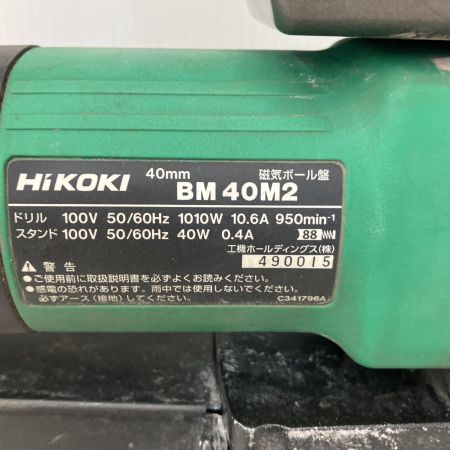 40mm 磁気ボール盤
HiKOKI BM 40M2
ドリル 100V 50/60Hz 1010W 10.6A 950min⁻¹
スタンド 100V 50/60Hz 40W 0.4A 88
工機ホールディングス(株)
490015
⚠ 警告
●ご使用前に取扱説明書を必ずよくお読みください。
●感電の恐れがあります。雨中では使用しないでください。
必ずアース(接地)してください。
C341796A